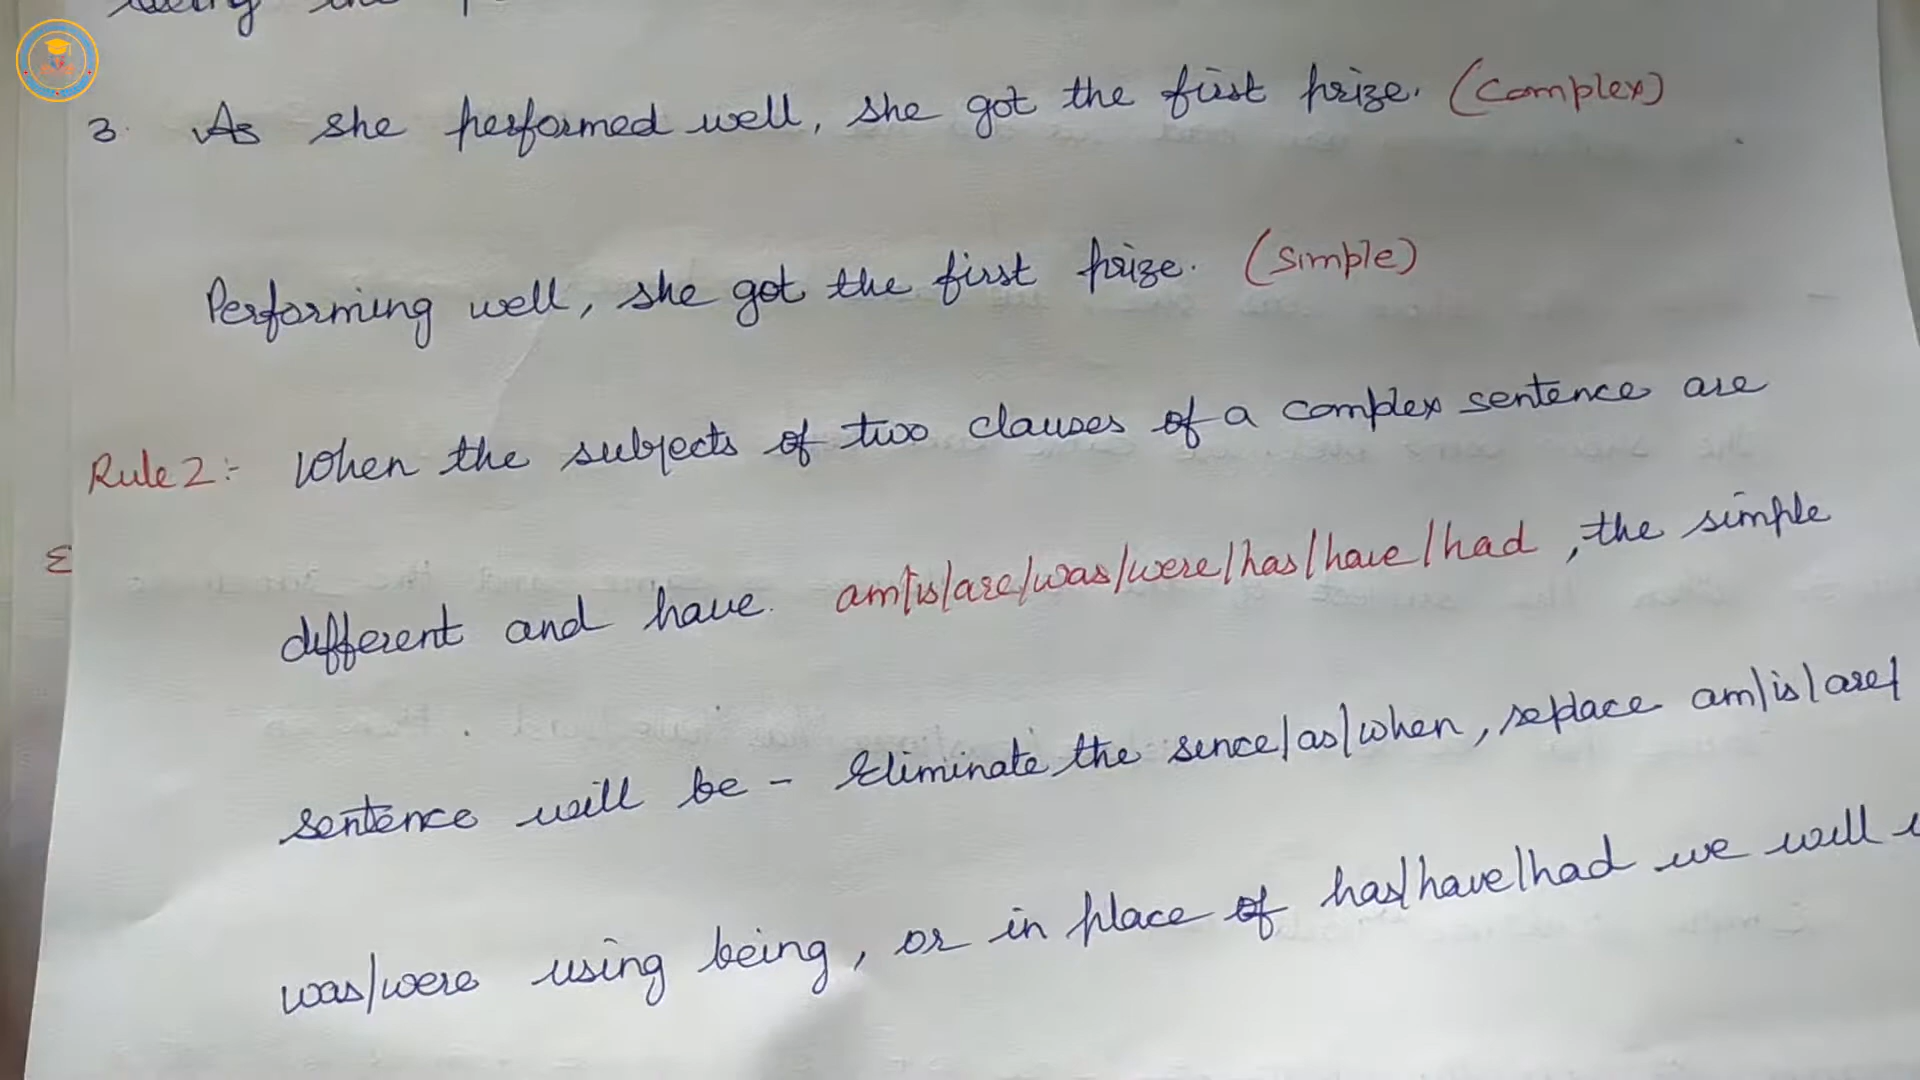 3. As she performed well, she got the first prize. (Complex)
Performing well, she got the first prize. (Simple)
Rule 2:- When the subjects of two clauses of a complex sentence are
different and have. am/is/are/was/were/has/have/had, the simple
sentence will be - Eliminate the sence/as/when, replace am/is/are/
was/were using being, or in place of has/have/had we will